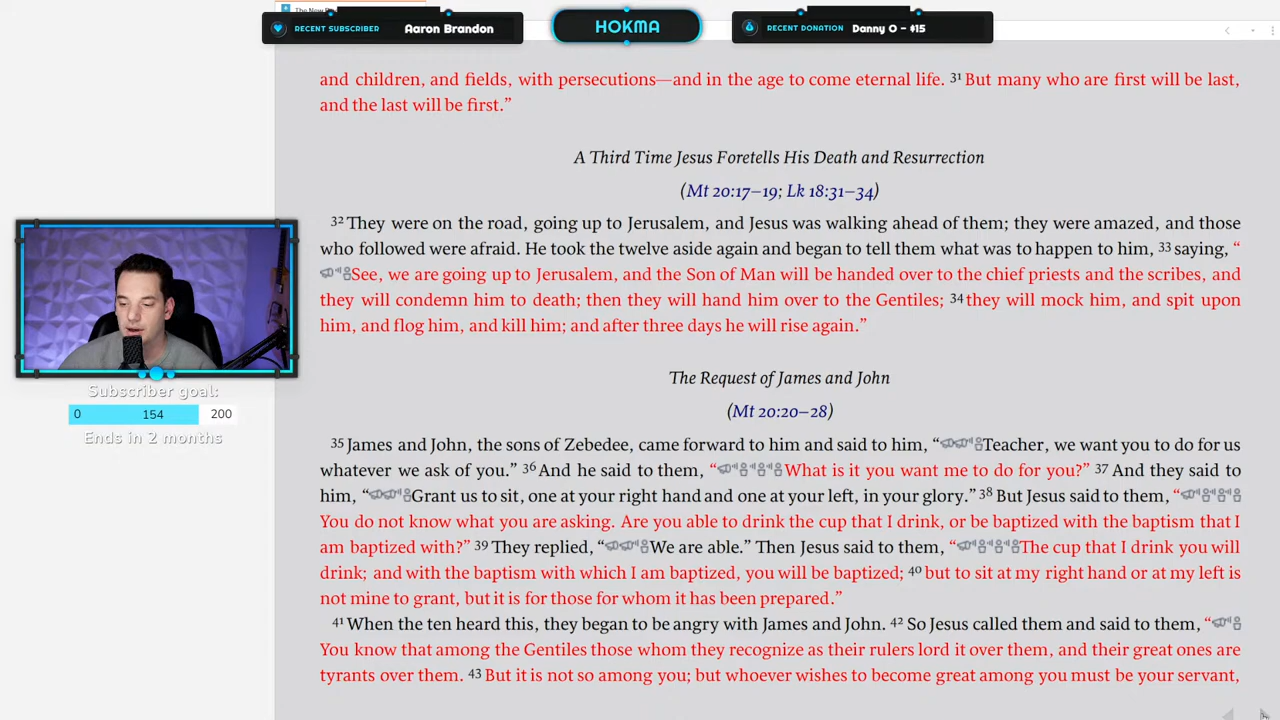 The New
RECENT SUBSCRIBER Aaron Brandon
HOKMA
RECENT DONATION Danny O – $15
and children, and fields, with persecutions—and in the age to come eternal life. 31 But many who are first will be last,
and the last will be first.”
A Third Time Jesus Foretells His Death and Resurrection
(Mt 20:17–19; Lk 18:31–34)
32 They were on the road, going up to Jerusalem, and Jesus was walking ahead of them; they were amazed, and those
who followed were afraid. He took the twelve aside again and began to tell them what was to happen to him, 33 saying, “
See, we are going up to Jerusalem, and the Son of Man will be handed over to the chief priests and the scribes, and
they will condemn him to death; then they will hand him over to the Gentiles; 34 they will mock him, and spit upon
him, and flog him, and kill him; and after three days he will rise again.”
The Request of James and John
(Mt 20:20–28)
35 James and John, the sons of Zebedee, came forward to him and said to him, “Teacher, we want you to do for us
whatever we ask of you.” 36 And he said to them, “What is it you want me to do for you?” 37 And they said to
him, “Grant us to sit, one at your right hand and one at your left, in your glory.” 38 But Jesus said to them, “
You do not know what you are asking. Are you able to drink the cup that I drink, or be baptized with the baptism that I
am baptized with?” 39 They replied, “We are able.” Then Jesus said to them, “The cup that I drink you will
drink; and with the baptism with which I am baptized, you will be baptized; 40 but to sit at my right hand or at my left is
not mine to grant, but it is for those for whom it has been prepared.”
41 When the ten heard this, they began to be angry with James and John. 42 So Jesus called them and said to them, “
You know that among the Gentiles those whom they recognize as their rulers lord it over them, and their great ones are
tyrants over them. 43 But it is not so among you; but whoever wishes to become great among you must be your servant,
Subscriber goal:
0 154 200
Ends in 2 months